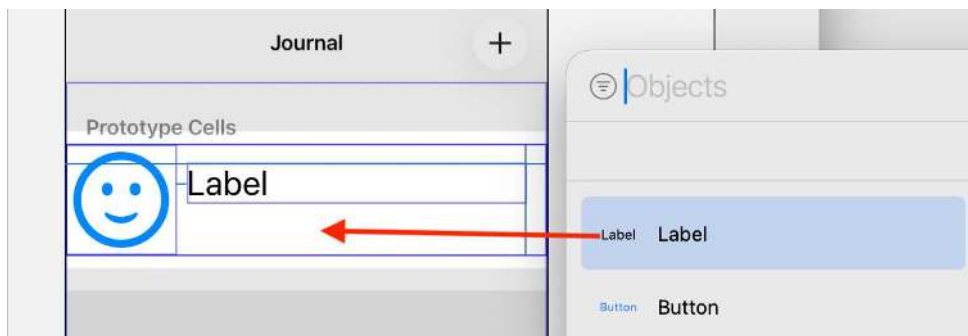 Journal
+
Objects
Prototype Cells
Label
Label Label
Button Button